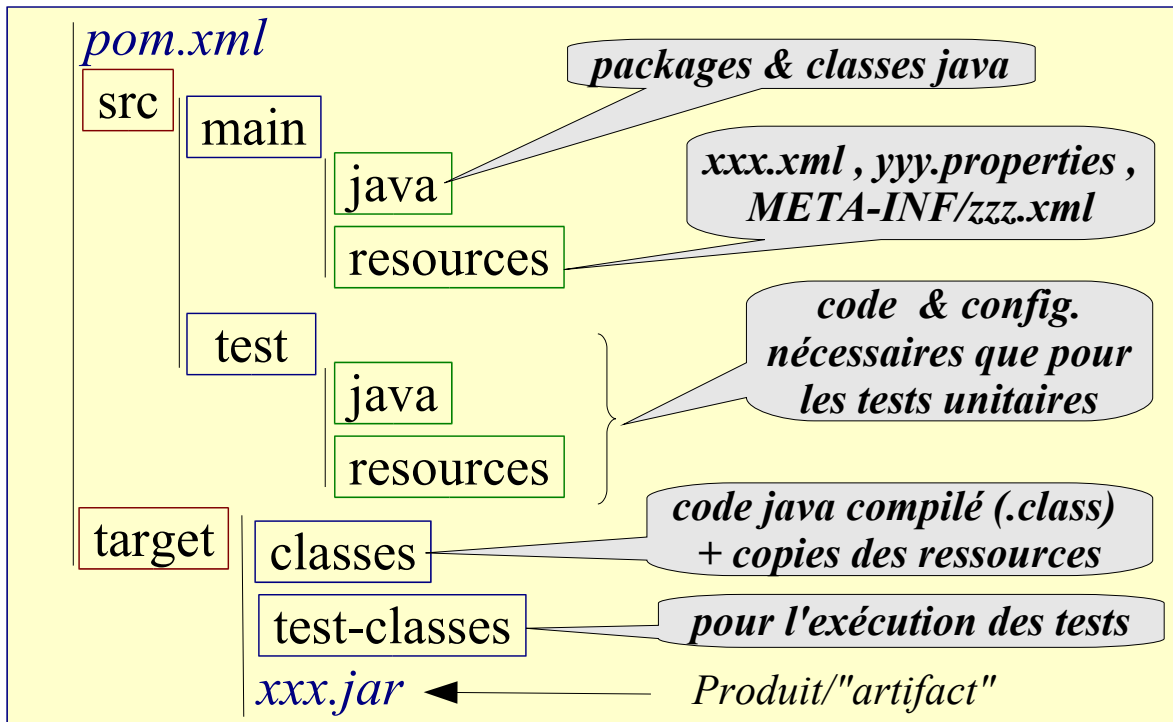 pom.xml
src
packages & classes java
main
java
xxx.xml , yyy.properties ,
META-INF/zzz.xml
resources
test
code & config.
nécessaires que pour
les tests unitaires
java
resources
target
classes
code java compilé (.class)
+ copies des ressources
test-classes
pour l'exécution des tests
xxx.jar
Produit/"artifact"